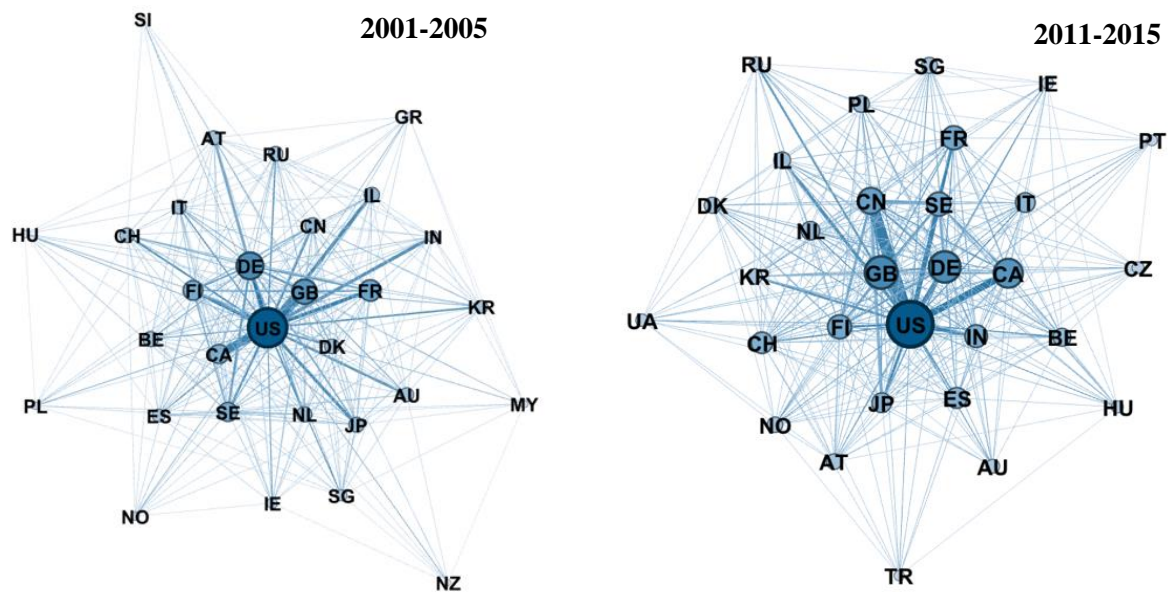 2001-2005
SI
GR
AT
RU
IL
IT
CN
IN
CH
HU
DE
FI
GB
FR
KR
US
BE
DK
CA
AU
PL
MY
ES
SE
NL
JP
NO
IE
SG
NZ
2011-2015
RU
SG
IE
PL
FR
PT
IL
DK
CN
SE
IT
NL
KR
GB
DE
CA
CZ
UA
CH
FI
US
IN
BE
JP
ES
HU
NO
AT
AU
TR